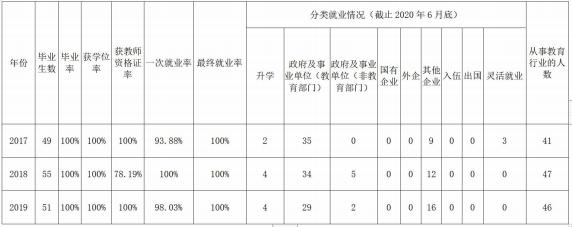 分类就业情况（截止 2020 年 6 月底）
年份 毕业生数 毕业率 获学位率 获教师资格证率 一次就业率 最终就业率 升学 政府及事业单位（教育部门） 政府及事业单位（非教育部门） 国有企业 外企 其他企业 入伍 出国 灵活就业 从事教育行业的人数
2017 49 100% 100% 100% 93.88% 100% 2 35 0 0 0 9 0 0 3 41
2018 55 100% 100% 78.19% 100% 100% 4 34 5 0 0 12 0 0 0 47
2019 51 100% 100% 100% 98.03% 100% 4 29 2 0 0 16 0 0 0 46